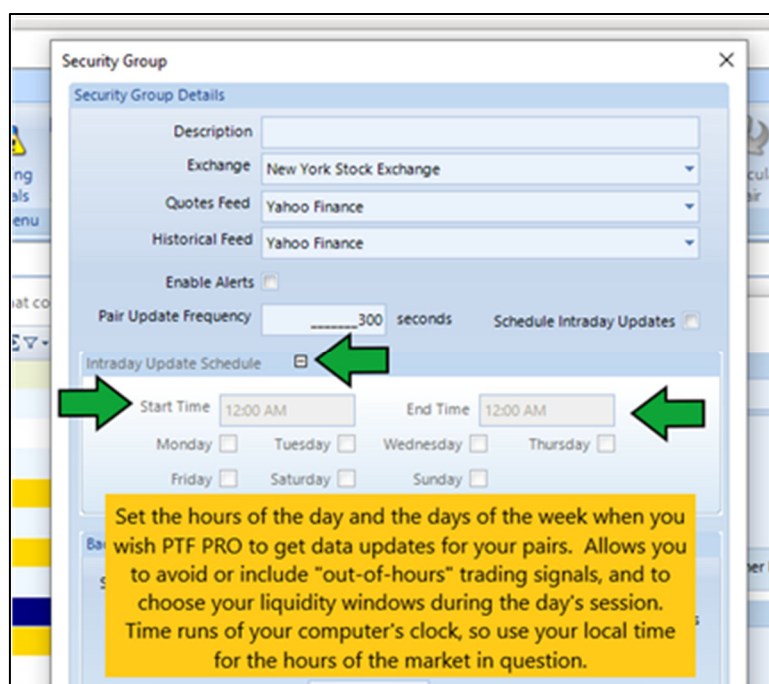 Security Group
Security Group Details
Description
Exchange New York Stock Exchange
Quotes Feed Yahoo Finance
Historical Feed Yahoo Finance
Enable Alerts
Pair Update Frequency _______300 seconds Schedule Intraday Updates
Intraday Update Schedule
Start Time 12:00 AM End Time 12:00 AM
Monday Tuesday Wednesday Thursday
Friday Saturday Sunday
Set the hours of the day and the days of the week when you
wish PTF PRO to get data updates for your pairs. Allows you
to avoid or include "out-of-hours" trading signals, and to
choose your liquidity windows during the day's session.
Time runs of your computer's clock, so use your local time
for the hours of the market in question.